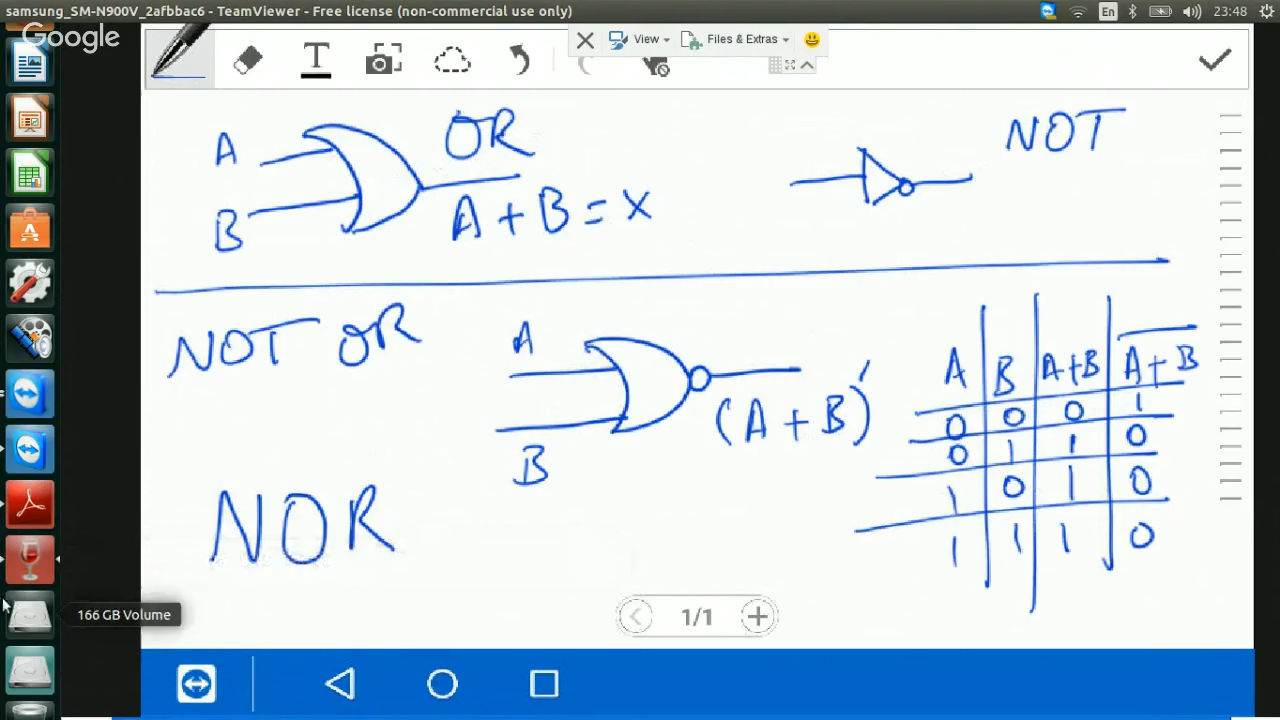 samsung_SM-N900V_2afbbac6 - TeamViewer - Free license (non-commercial use only)
En
23:48
Google
T
View
Files & Extras
A
OR
B
A + B = x
NOT
NOT OR
A
B
(A + B)'
NOR
A B A+B A+B
0 0 0 1
0 1 1 0
1 0 1 0
1 1 1 0
166 GB Volume
1/1